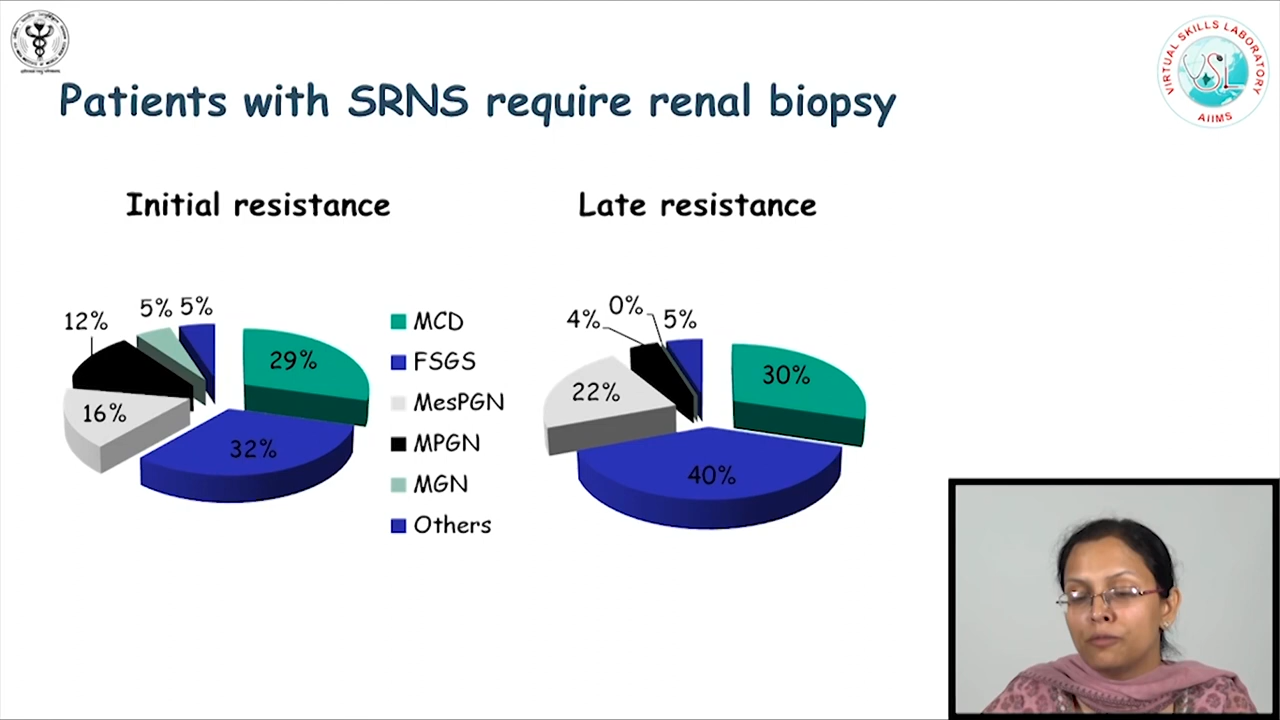 VIRTUAL SKILLS LABORATORY
VSL
AIIMS
Patients with SRNS require renal biopsy
Initial resistance
Late resistance
5% 5%
12%
29%
16%
32%
MCD
FSGS
MesPGN
MPGN
MGN
Others
0%
4%
5%
30%
22%
40%